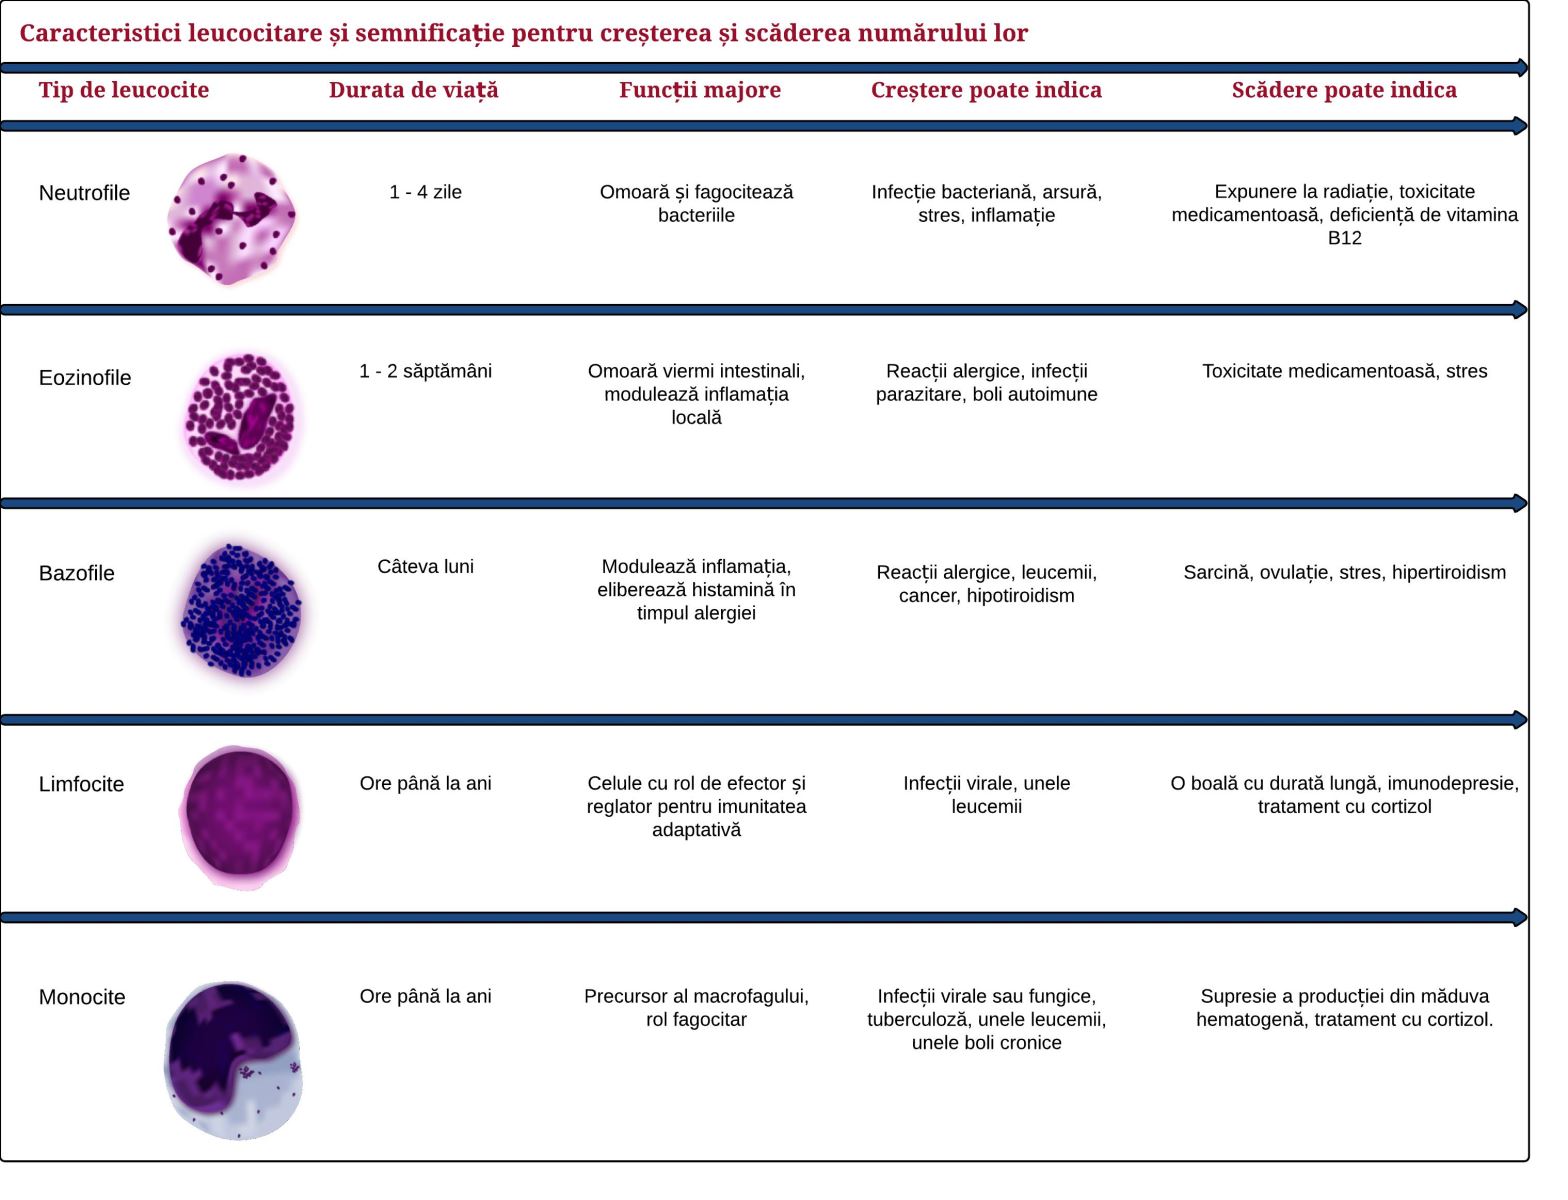 Caracteristici leucocitare și semnificație pentru creșterea și scăderea numărului lor
Tip de leucocite Durata de viață Funcții majore Creștere poate indica Scădere poate indica
Neutrofile
1 - 4 zile
Omoară și fagocitează
bacteriile
Infecție bacteriană, arsură,
stres, inflamație
Expunere la radiație, toxicitate
medicamentoasă, deficiență de vitamina
B12
Eozinofile
1 - 2 săptămâni
Omoară viermi intestinali,
modulează inflamația
locală
Reacții alergice, infecții
parazitare, boli autoimune
Toxicitate medicamentoasă, stres
Bazofile
Câteva luni
Modulează inflamația,
eliberează histamină în
timpul alergiei
Reacții alergice, leucemii,
cancer, hipotiroidism
Sarcină, ovulație, stres, hipertiroidism
Limfocite
Ore până la ani
Celule cu rol de efector și
reglator pentru imunitatea
adaptativă
Infecții virale, unele
leucemii
O boală cu durată lungă, imunodepresie,
tratament cu cortizol
Monocite
Ore până la ani
Precursor al macrofagului,
rol fagocitar
Infecții virale sau fungice,
tuberculoză, unele leucemii,
unele boli cronice
Supresie a producției din măduva
hematogenă, tratament cu cortizol.